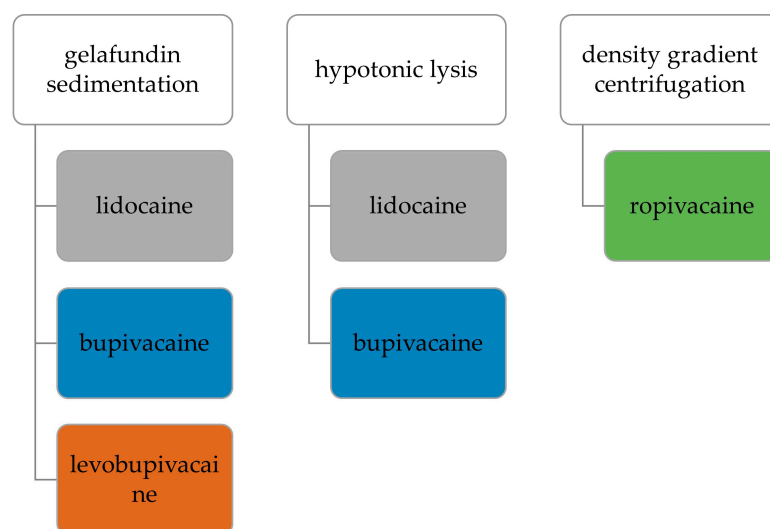 gelafundin
sedimentation
lidocaine
bupivacaine
levobupivacai
ne
hypotonic lysis
lidocaine
bupivacaine
density gradient
centrifugation
ropivacaine